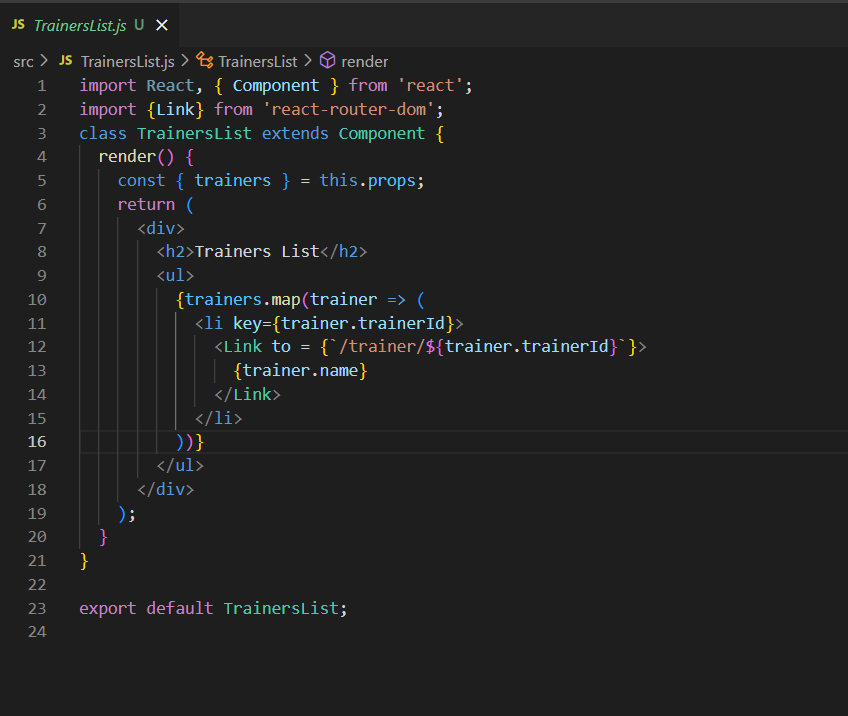 JS TrainersList.js U ×
src > JS TrainersList.js > TrainersList > render
1 import React, { Component } from 'react';
2 import {Link} from 'react-router-dom';
3 class TrainersList extends Component {
4   render() {
5     const { trainers } = this.props;
6     return (
7       <div>
8         <h2>Trainers List</h2>
9         <ul>
10           {trainers.map(trainer => (
11             <li key={trainer.trainerId}>
12               <Link to = {`/trainer/${trainer.trainerId}`}>
13                 {trainer.name}
14               </Link>
15             </li>
16           ))}
17         </ul>
18       </div>
19     );
20   }
21 }
22
23 export default TrainersList;
24